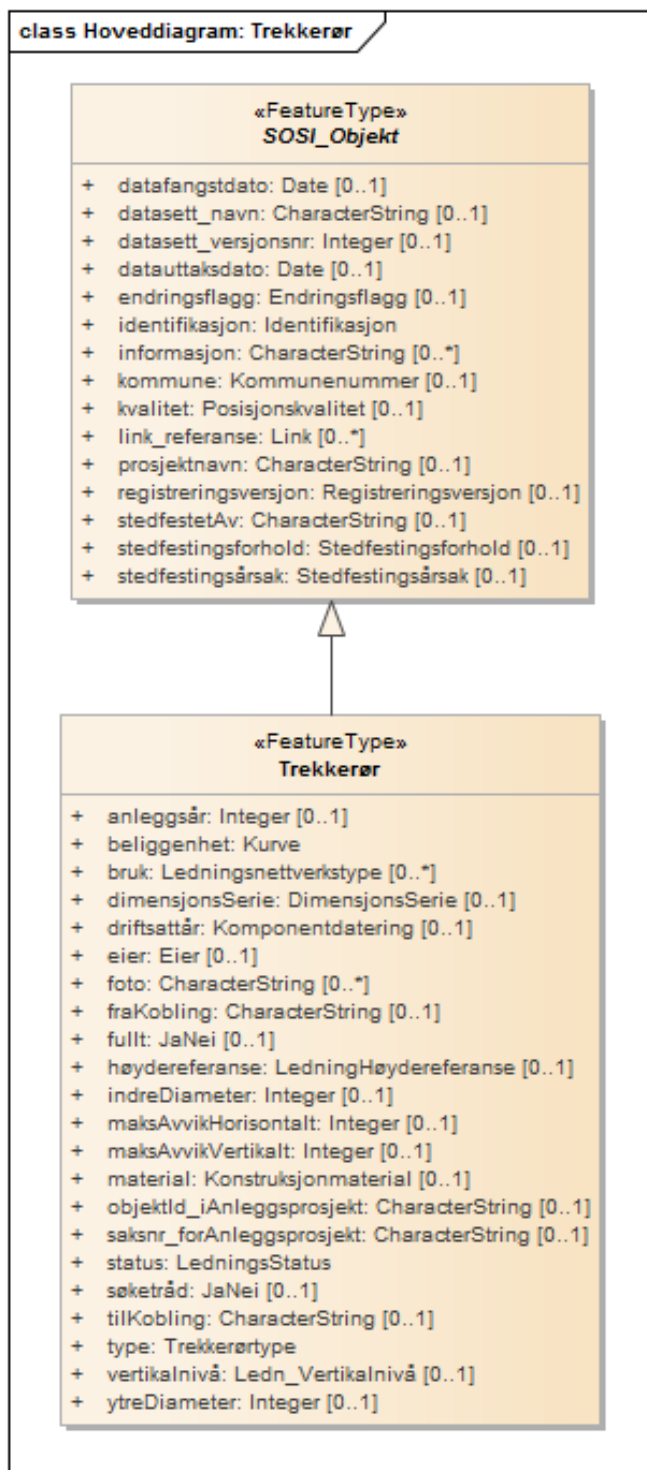 class Hoveddiagram: Trekkerør
«FeatureType»
SOSI_Objekt
+ datafangstdato: Date [0..1]
+ datasett_navn: CharacterString [0..1]
+ datasett_versjonsnr: Integer [0..1]
+ datauttaksdato: Date [0..1]
+ endringsflagg: Endringsflagg [0..1]
+ identifikasjon: Identifikasjon
+ informasjon: CharacterString [0..*]
+ kommune: Kommunenummer [0..1]
+ kvalitet: Posisjonskvalitet [0..1]
+ link_referanse: Link [0..*]
+ prosjektnavn: CharacterString [0..1]
+ registreringsversjon: Registreringsversjon [0..1]
+ stedfestetAv: CharacterString [0..1]
+ stedfestingsforhold: Stedfestingsforhold [0..1]
+ stedfestingsårsak: Stedfestingsårsak [0..1]
«FeatureType»
Trekkerør
+ anleggsår: Integer [0..1]
+ beliggenhet: Kurve
+ bruk: Ledningsnettverkstype [0..*]
+ dimensjonsSerie: DimensjonsSerie [0..1]
+ driftsattår: Komponentdatering [0..1]
+ eier: Eier [0..1]
+ foto: CharacterString [0..*]
+ fraKobling: CharacterString [0..1]
+ fullt: JaNei [0..1]
+ høydereferanse: LedningHøydereferanse [0..1]
+ indreDiameter: Integer [0..1]
+ maksAvvikHorisontalt: Integer [0..1]
+ maksAvvikVertikalt: Integer [0..1]
+ material: Konstruksjonmaterial [0..1]
+ objektId_iAnleggsprosjekt: CharacterString [0..1]
+ saksnr_forAnleggsprosjekt: CharacterString [0..1]
+ status: LedningsStatus
+ søketråd: JaNei [0..1]
+ tilKobling: CharacterString [0..1]
+ type: Trekkerørtype
+ vertikalnivå: Ledn_Vertikalnivå [0..1]
+ ytreDiameter: Integer [0..1]